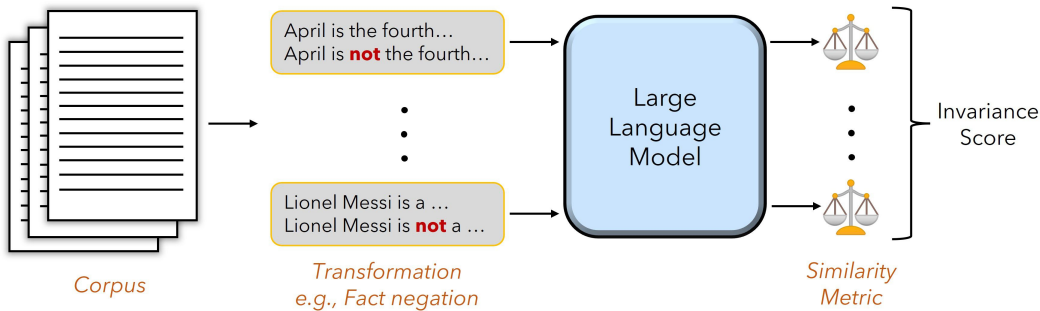 April is the fourth...
April is not the fourth...
Lionel Messi is a ...
Lionel Messi is not a ...
Large
Language
Model
Invariance
Score
Corpus
Transformation
e.g., Fact negation
Similarity
Metric